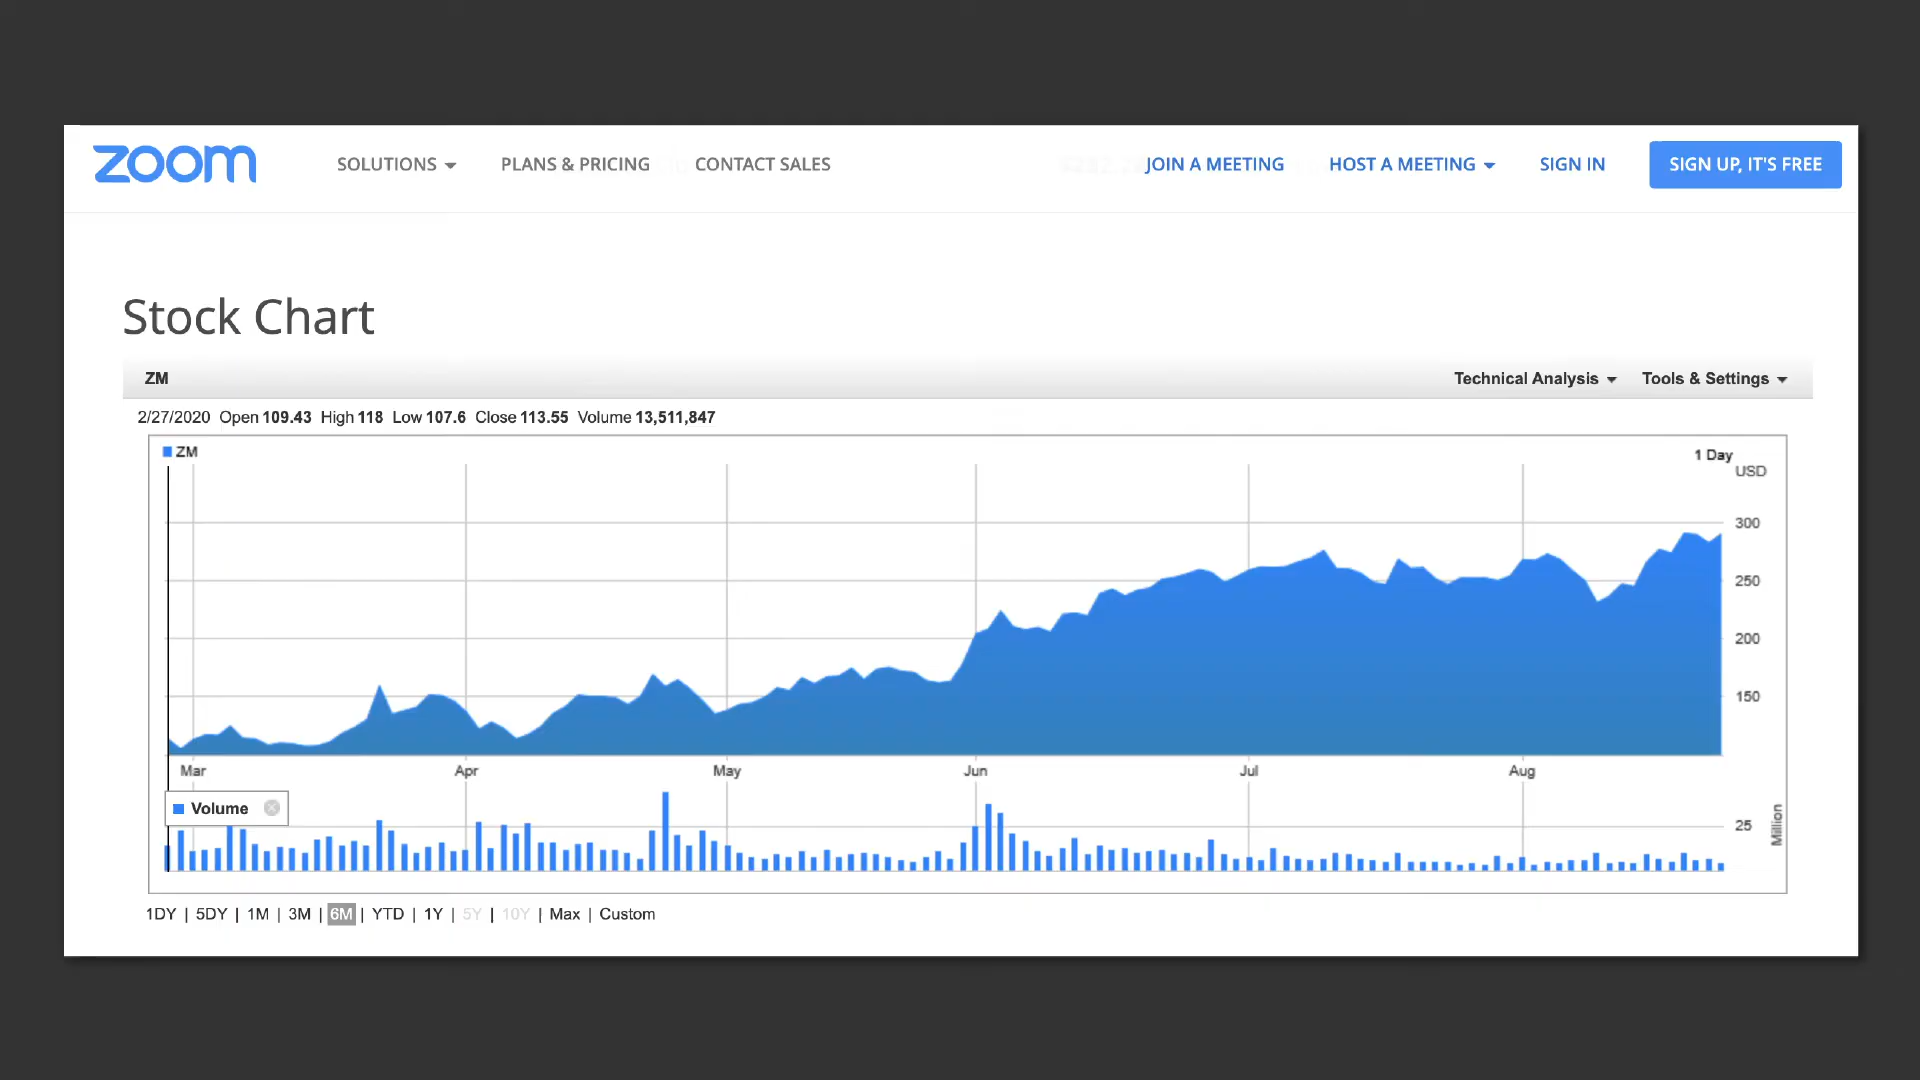 zoom SOLUTIONS PLANS & PRICING CONTACT SALES JOIN A MEETING HOST A MEETING SIGN IN SIGN UP, IT'S FREE
Stock Chart
ZM Technical Analysis Tools & Settings
2/27/2020 Open 109.43 High 118 Low 107.6 Close 113.55 Volume 13,511,847
ZM 1 Day
USD
300
250
200
150
Mar Apr May Jun Jul Aug
Volume
25
Million
1DY | 5DY | 1M | 3M | 6M | YTD | 1Y | 5Y | 10Y | Max | Custom